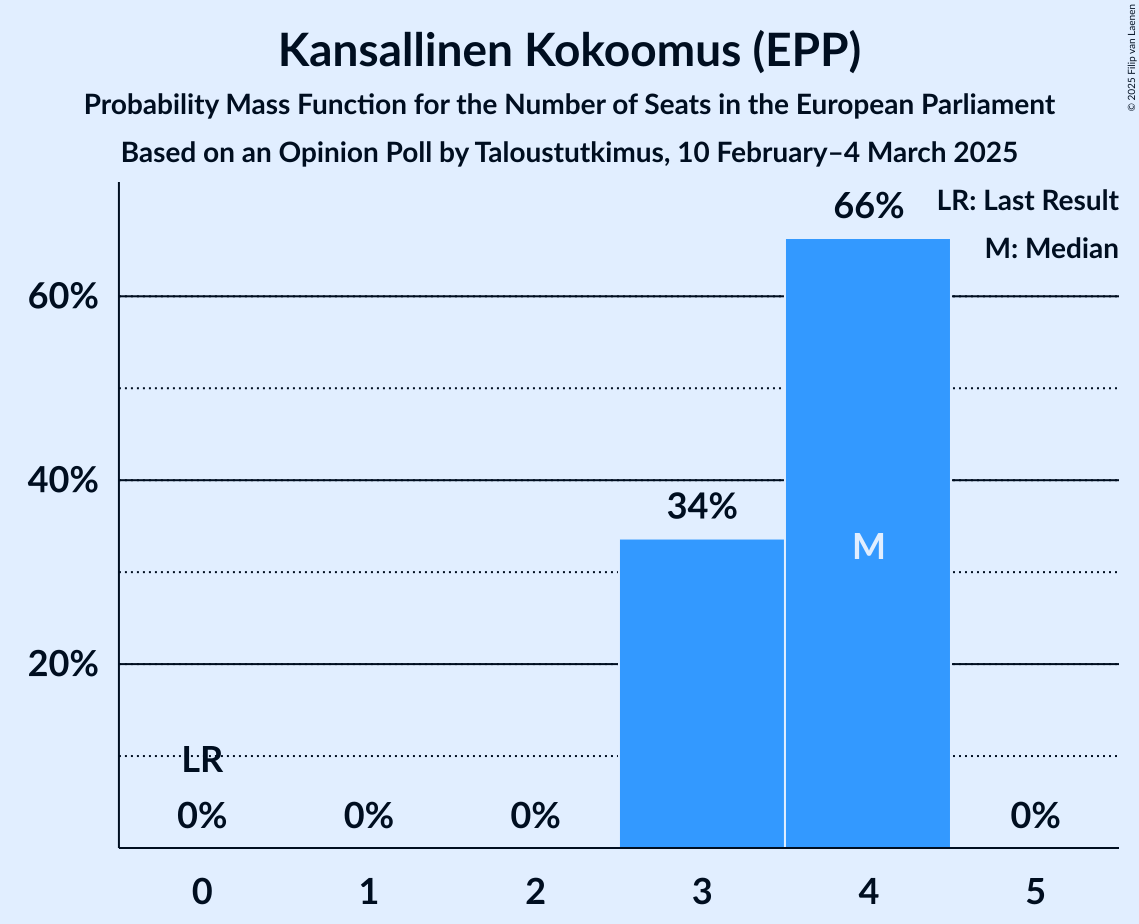 Kansallinen Kokoomus (EPP)
Probability Mass Function for the Number of Seats in the European Parliament
Based on an Opinion Poll by Taloustutkimus, 10 February–4 March 2025
© 2025 Filip van Laenen
LR: Last Result
M: Median
66%
60%
40%
34%
M
20%
LR
0%
0%
0%
0%
0
1
2
3
4
5